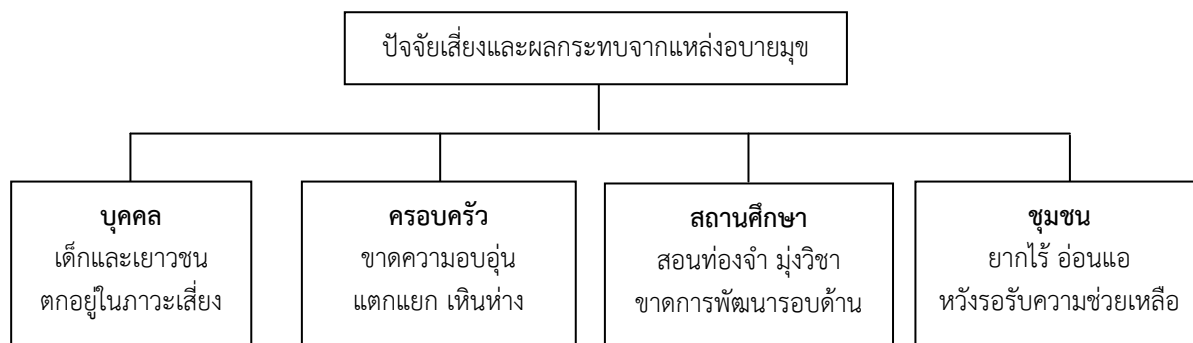 ปัจจัยเสี่ยงและผลกระทบจากแหล่งอบายมุข
บุคคล
เด็กและเยาวชน
ตกอยู่ในภาวะเสี่ยง
ครอบครัว
ขาดความอบอุ่น
แตกแยก เหินห่าง
สถานศึกษา
สอนท่องจำ มุ่งวิชา
ขาดการพัฒนารอบด้าน
ชุมชน
ยากไร้ อ่อนแอ
หวังรอรับความช่วยเหลือ